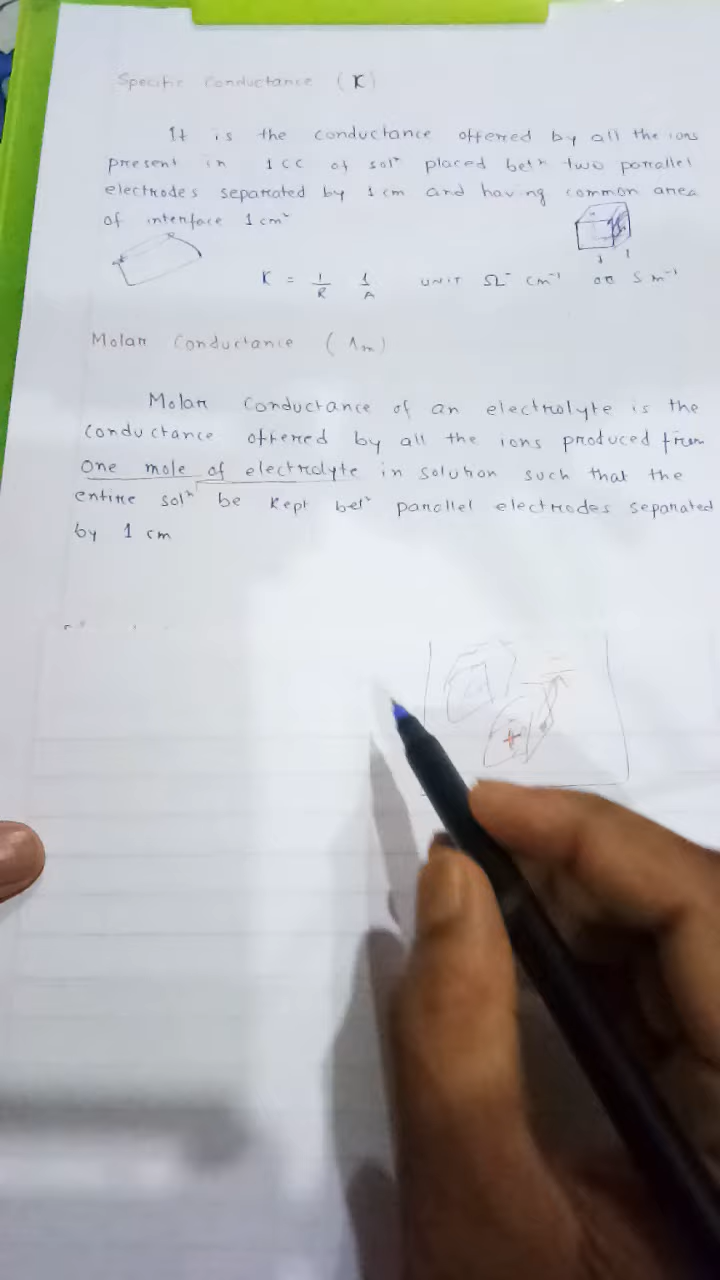 Specific Conductance (K)
It is the conductance offerred by all the ions
present in 1 cc of solⁿ placed betⁿ two parallel
electrodes separated by 1 cm and having common area
of interface 1 cm²
K = 1/R 1/A UNIT Ω⁻ cm⁻¹ or S m⁻¹
Molar Conductance (Λm)
Molar Conductance of an electrolyte is the
conductance offerred by all the ions produced from
one mole of electrolyte in solution such that the
entire solⁿ be kept betⁿ parallel electrodes separated
by 1 cm
+